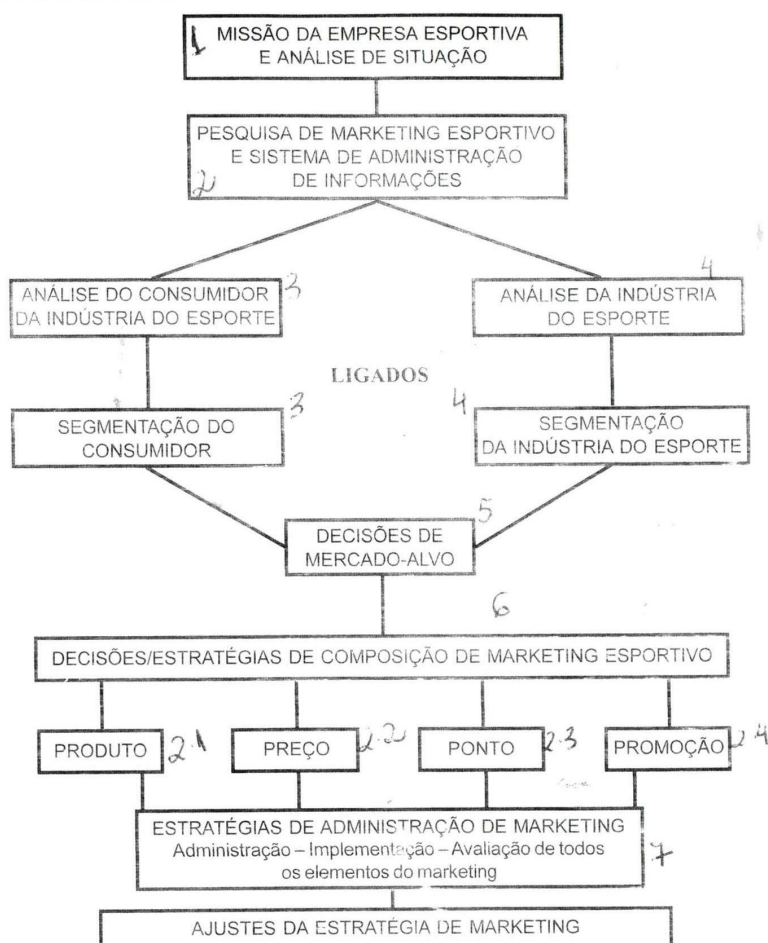 1 MISSÃO DA EMPRESA ESPORTIVA
E ANÁLISE DE SITUAÇÃO
PESQUISA DE MARKETING ESPORTIVO
E SISTEMA DE ADMINISTRAÇÃO
2 DE INFORMAÇÕES
ANÁLISE DO CONSUMIDOR
DA INDÚSTRIA DO ESPORTE
3
4
ANÁLISE DA INDÚSTRIA
DO ESPORTE
LIGADOS
3
SEGMENTAÇÃO DO
CONSUMIDOR
4
SEGMENTAÇÃO
DA INDÚSTRIA DO ESPORTE
5
DECISÕES DE
MERCADO-ALVO
6
DECISÕES/ESTRATÉGIAS DE COMPOSIÇÃO DE MARKETING ESPORTIVO
PRODUTO 2.1
PREÇO 2.2
PONTO 2.3
PROMOÇÃO 2.4
ESTRATÉGIAS DE ADMINISTRAÇÃO DE MARKETING
Administração – Implementação – Avaliação de todos
os elementos do marketing
7
AJUSTES DA ESTRATÉGIA DE MARKETING